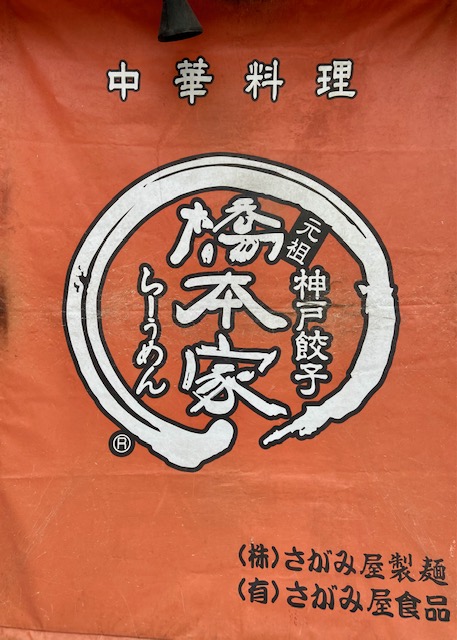 中華料理
元祖
神戸餃子
橋本家
らーうめん
R
(株)さがみ屋製麺
(有)さがみ屋食品